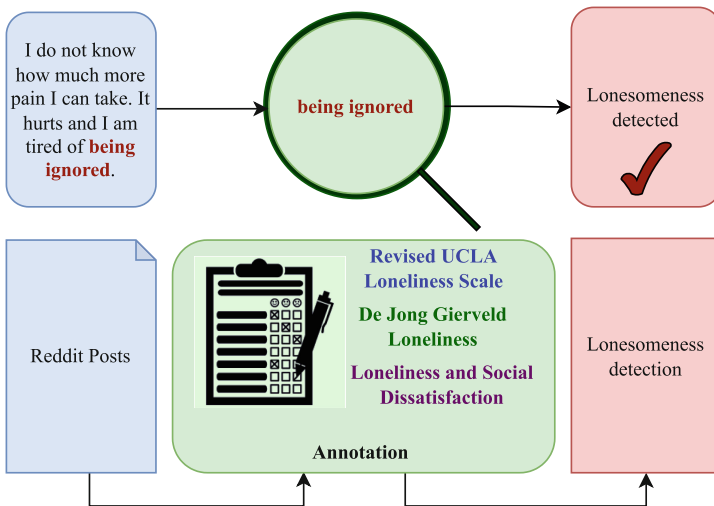 I do not know
how much more
pain I can take. It
hurts and I am
tired of being
ignored.
being ignored
Lonesomeness
detected
Reddit Posts
Revised UCLA
Loneliness Scale
De Jong Gierveld
Loneliness
Loneliness and Social
Dissatisfaction
Annotation
Lonesomeness
detection